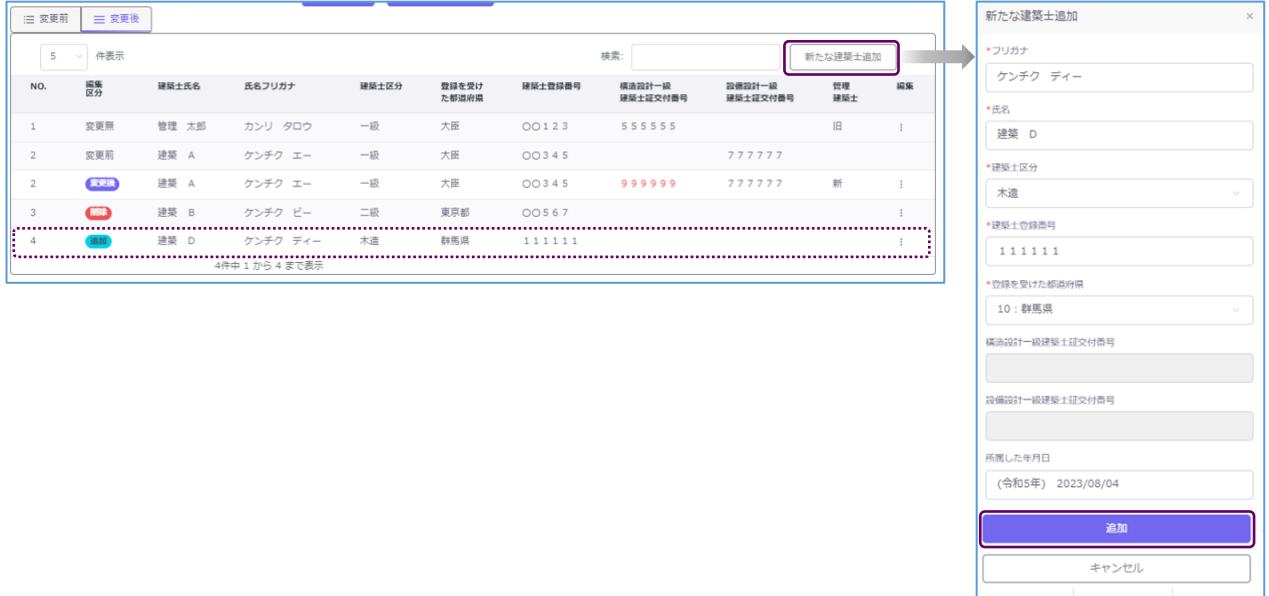 変更前 変更後
5 件表示 検索: 新たな建築士追加
NO. 編集区分 建築士氏名 氏名フリガナ 建築士区分 登録を受けた都道府県 建築士登録番号 構造設計一級建築士証交付番号 設備設計一級建築士証交付番号 管理建築士 編集
1 変更無 管理 太郎 カンリ タロウ 一級 大臣 〇〇１２３ ５５５５５５ 旧
2 変更前 建築 A ケンチク エー 一級 大臣 〇〇３４５ ７７７７７７
2 変更後 建築 A ケンチク エー 一級 大臣 〇〇３４５ ９９９９９９ ７７７７７７ 新
3 削除 建築 B ケンチク ビー 二級 東京都 〇〇５６７
4 追加 建築 D ケンチク ディー 木造 群馬県 １１１１１１
4件中 1 から 4 まで表示
新たな建築士追加 ×
*フリガナ
ケンチク ディー
*氏名
建築 D
*建築士区分
木造
*建築士登録番号
１１１１１１
*登録を受けた都道府県
10：群馬県
構造設計一級建築士証交付番号
設備設計一級建築士証交付番号
所属した年月日
(令和5年) 2023/08/04
追加
キャンセル